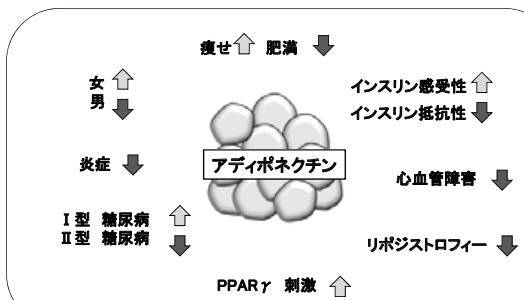 痩せ 肥満
女
男
インスリン感受性
インスリン抵抗性
アディポネクチン
炎症
心血管障害
Ⅰ型 糖尿病
Ⅱ型 糖尿病
リポジストロフィー
PPARγ 刺激